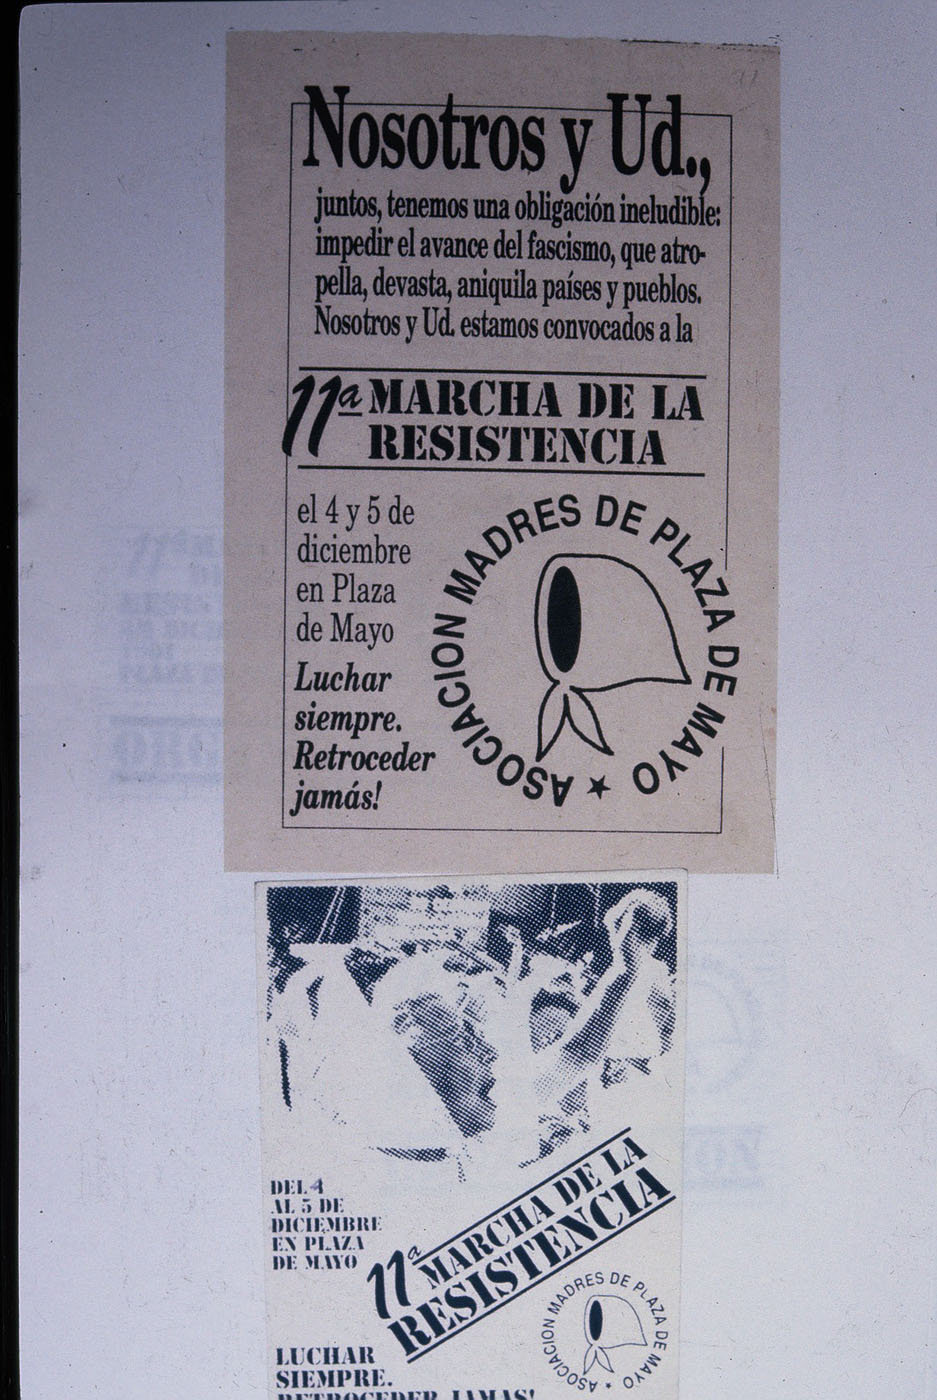 Nosotros y Ud.,
juntos, tenemos una obligación ineludible:
impedir el avance del fascismo, que atro-
pella, devasta, aniquila países y pueblos.
Nosotros y Ud. estamos convocados a la
11ª MARCHA DE LA
RESISTENCIA
el 4 y 5 de
diciembre
en Plaza
de Mayo
Luchar
siempre.
Retroceder
jamás!
ASOCIACION MADRES DE PLAZA DE MAYO ★
DEL 4
AL 5 DE
DICIEMBRE
EN PLAZA
DE MAYO
11ª MARCHA DE LA
RESISTENCIA
ASOCIACION MADRES DE PLAZA DE MAYO ★
LUCHAR
SIEMPRE.
RETROCEDER JAMAS!